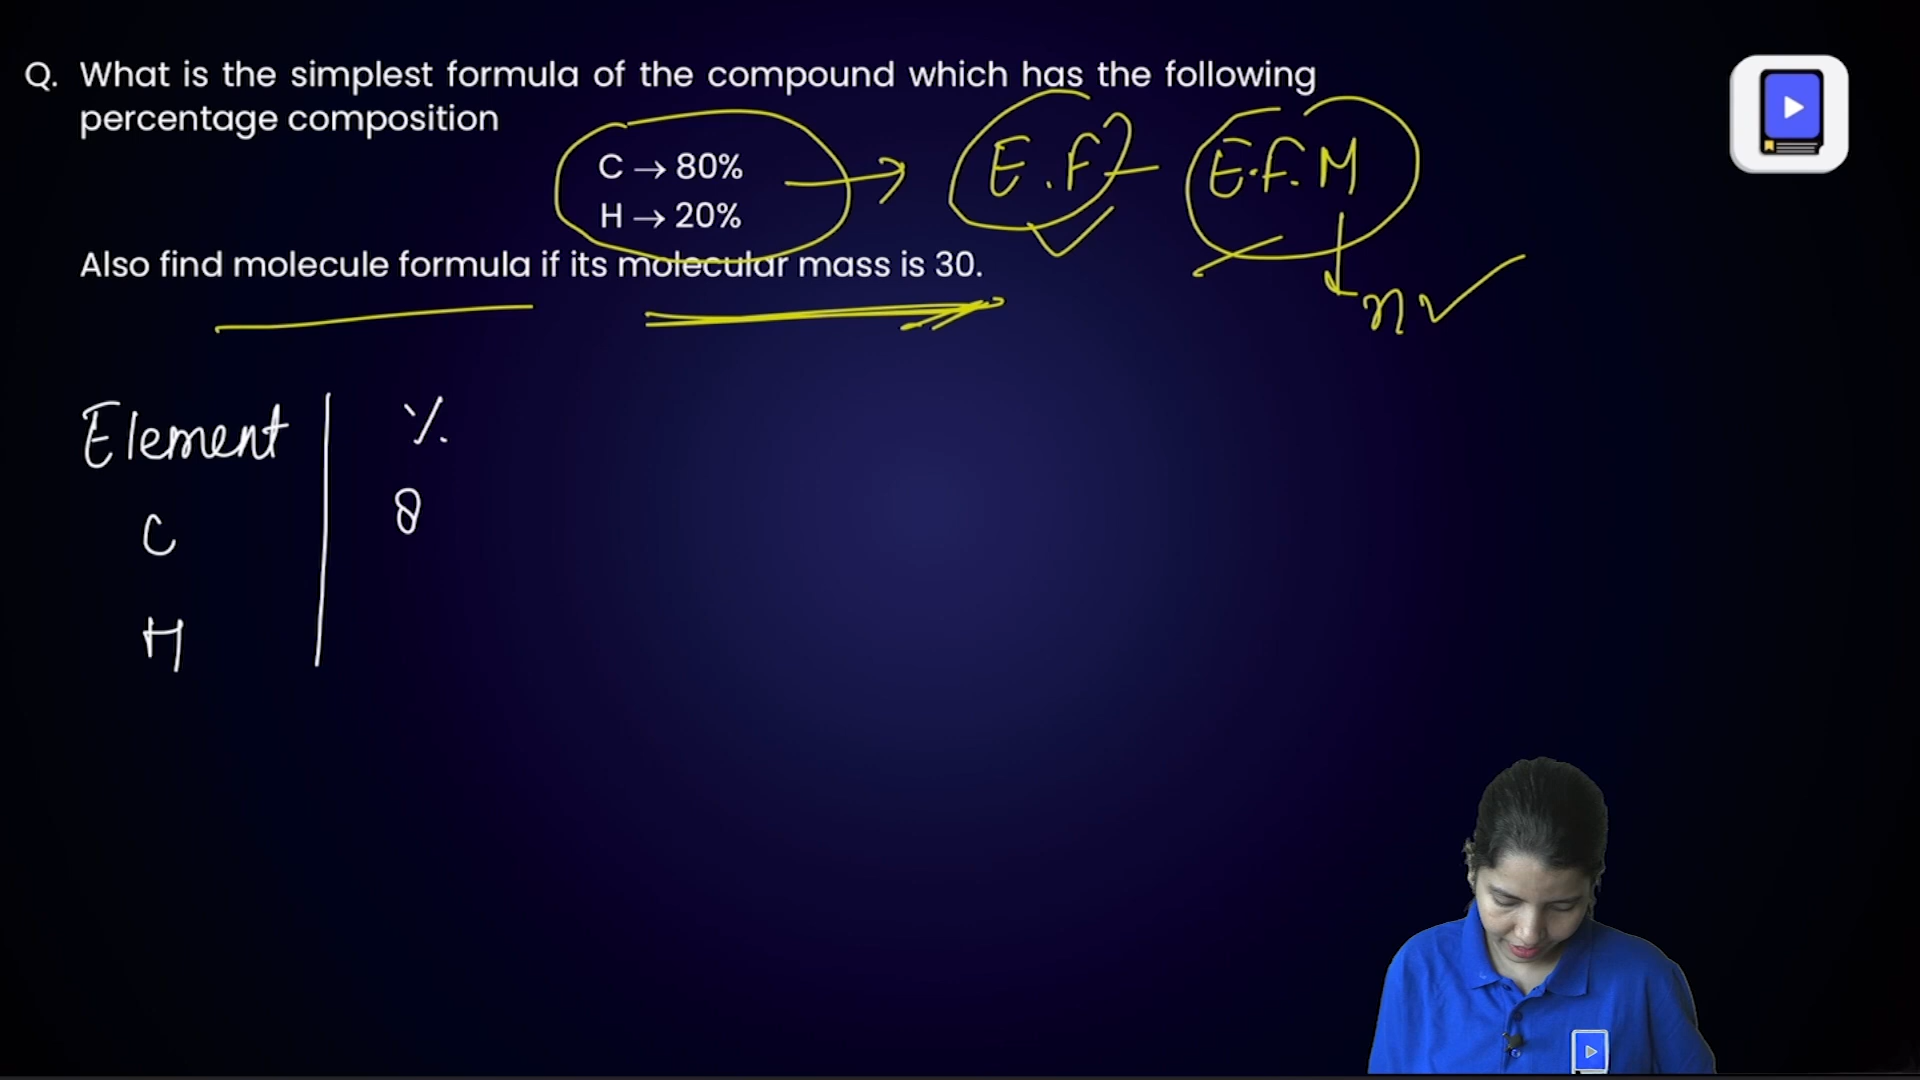 Q. What is the simplest formula of the compound which has the following
percentage composition
C → 80%
H → 20%
E.F
E.F.M
n
Also find molecule formula if its molecular mass is 30.
Element %
C 8
H